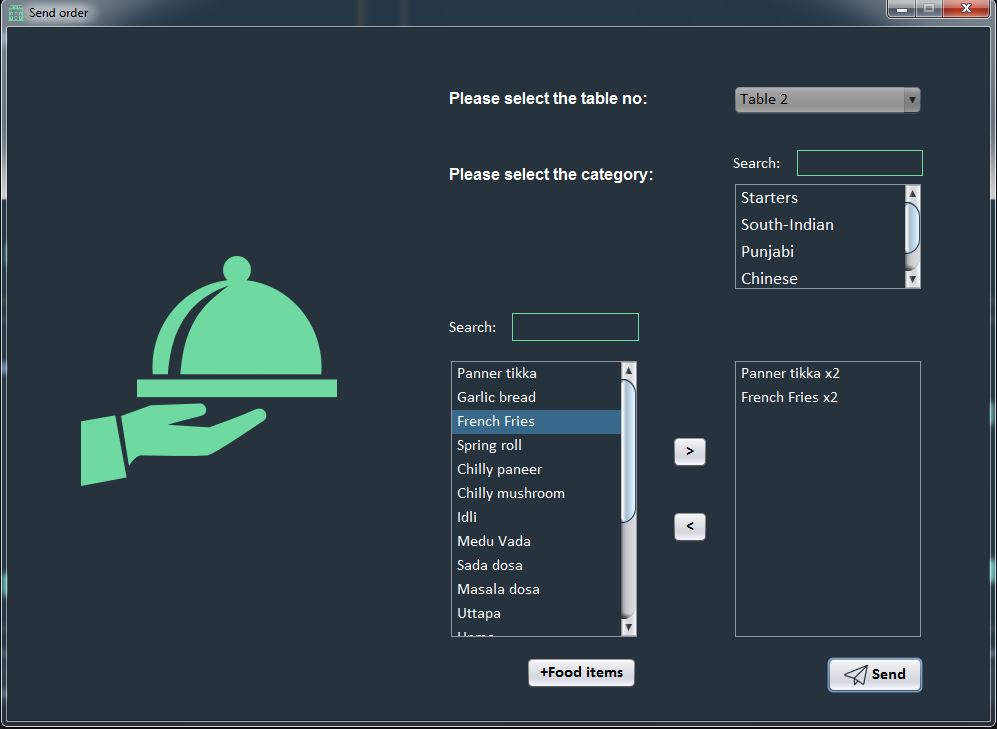 Send order
Please select the table no:
Table 2
Please select the category:
Search:
Starters
South-Indian
Punjabi
Chinese
Search:
Panner tikka
Garlic bread
French Fries
Spring roll
Chilly paneer
Chilly mushroom
Idli
Medu Vada
Sada dosa
Masala dosa
Uttapa
>
<
Panner tikka x2
French Fries x2
+Food items
Send